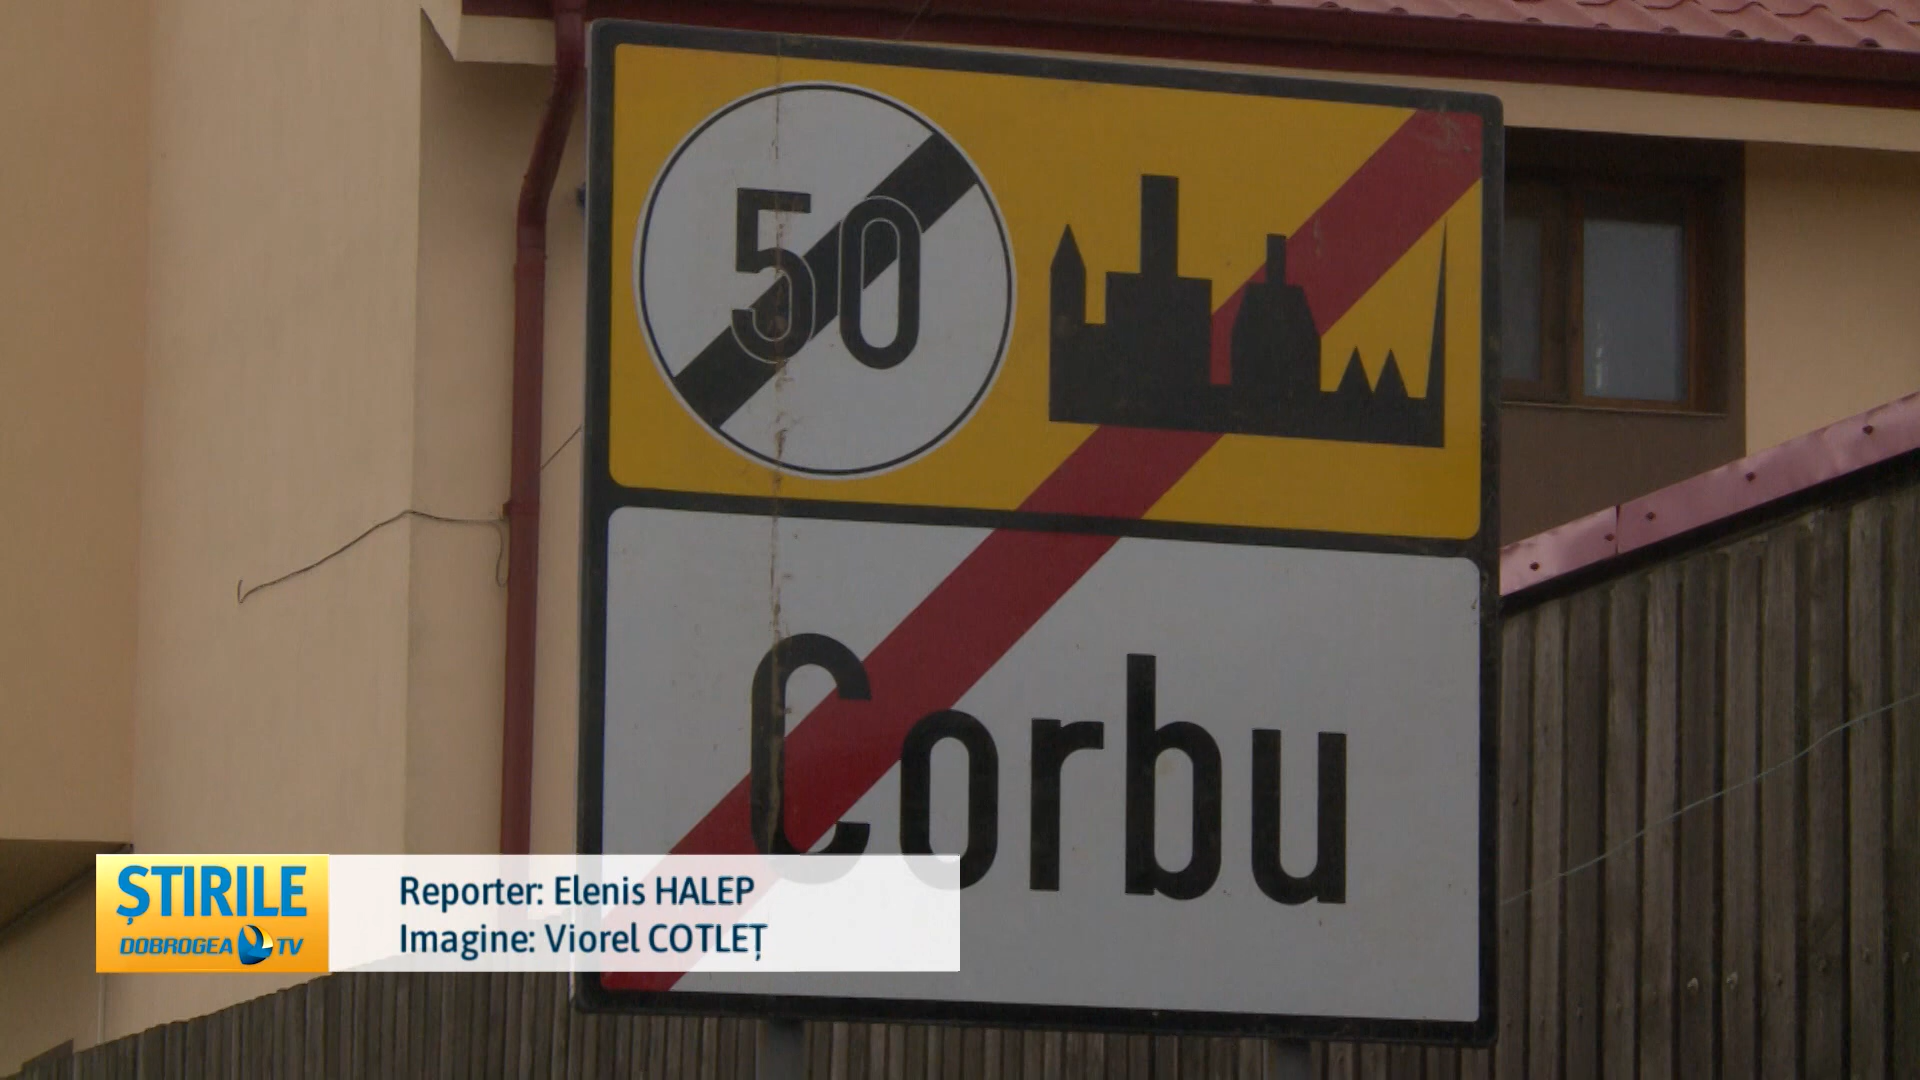 50
Corbu
ȘTIRILE
DOBROGEA TV
Reporter: Elenis HALEP
Imagine: Viorel COTLEȚ